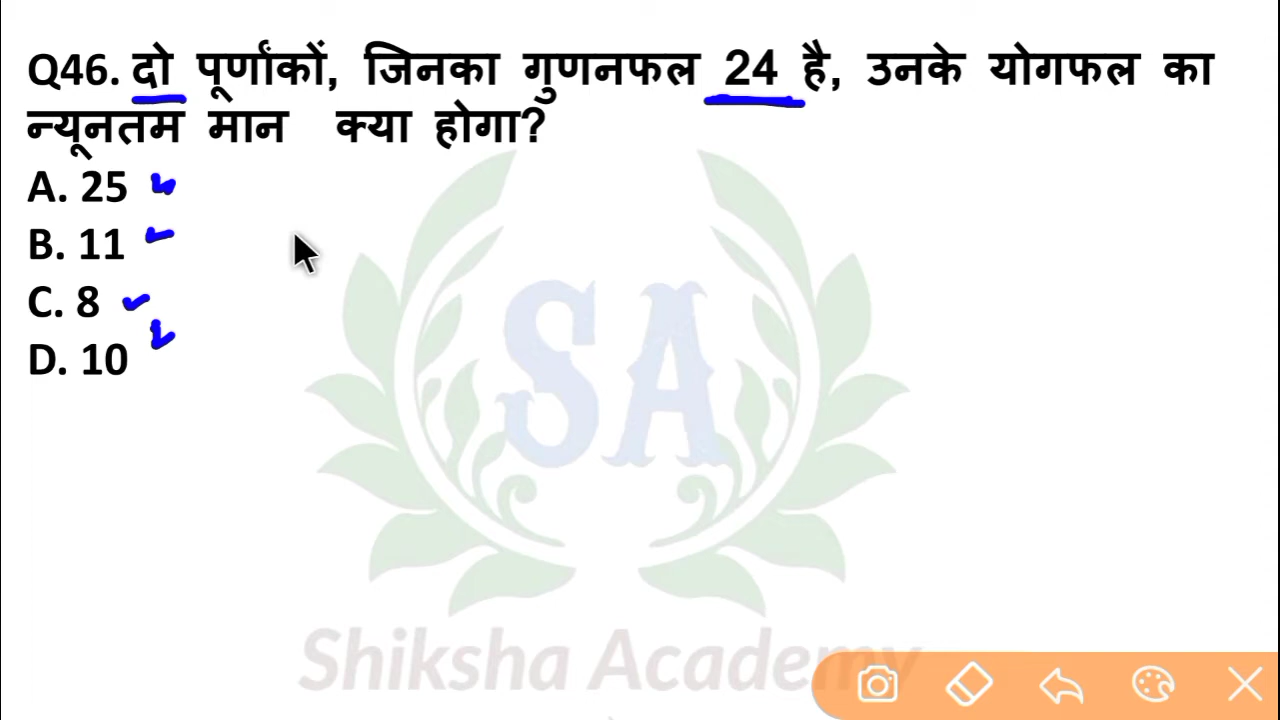 Q46. दो पूर्णांकों, जिनका गुणनफल 24 है, उनके योगफल का
न्यूनतम मान क्या होगा?
A. 25
B. 11
C. 8
D. 10
SA
Shiksha Academy